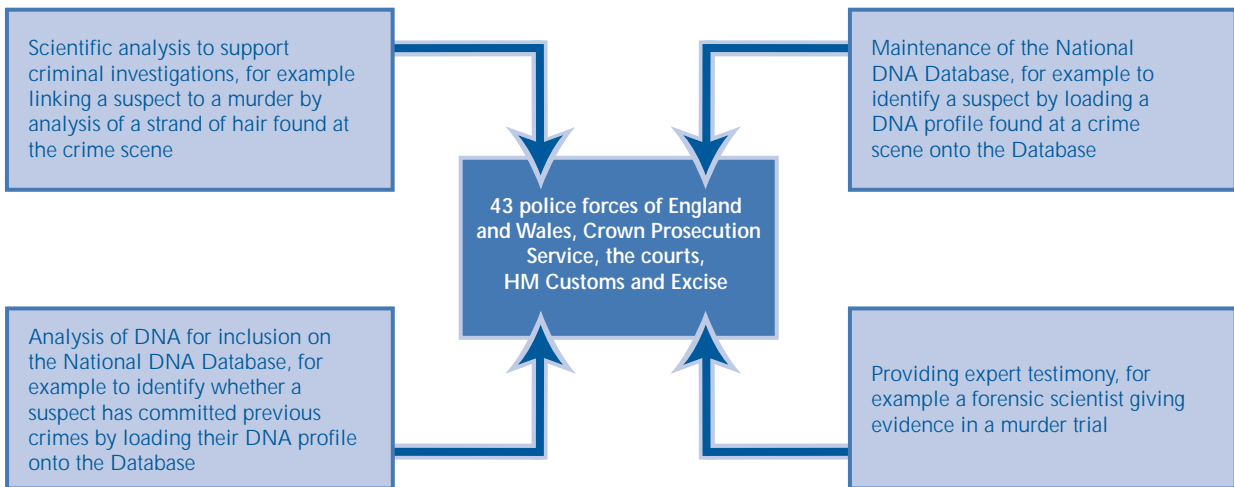 Scientific analysis to support
criminal investigations, for example
linking a suspect to a murder by
analysis of a strand of hair found at
the crime scene
Maintenance of the National
DNA Database, for example to
identify a suspect by loading a
DNA profile found at a crime
scene onto the Database
43 police forces of England
and Wales, Crown Prosecution
Service, the courts,
HM Customs and Excise
Analysis of DNA for inclusion on
the National DNA Database, for
example to identify whether a
suspect has committed previous
crimes by loading their DNA profile
onto the Database
Providing expert testimony, for
example a forensic scientist giving
evidence in a murder trial